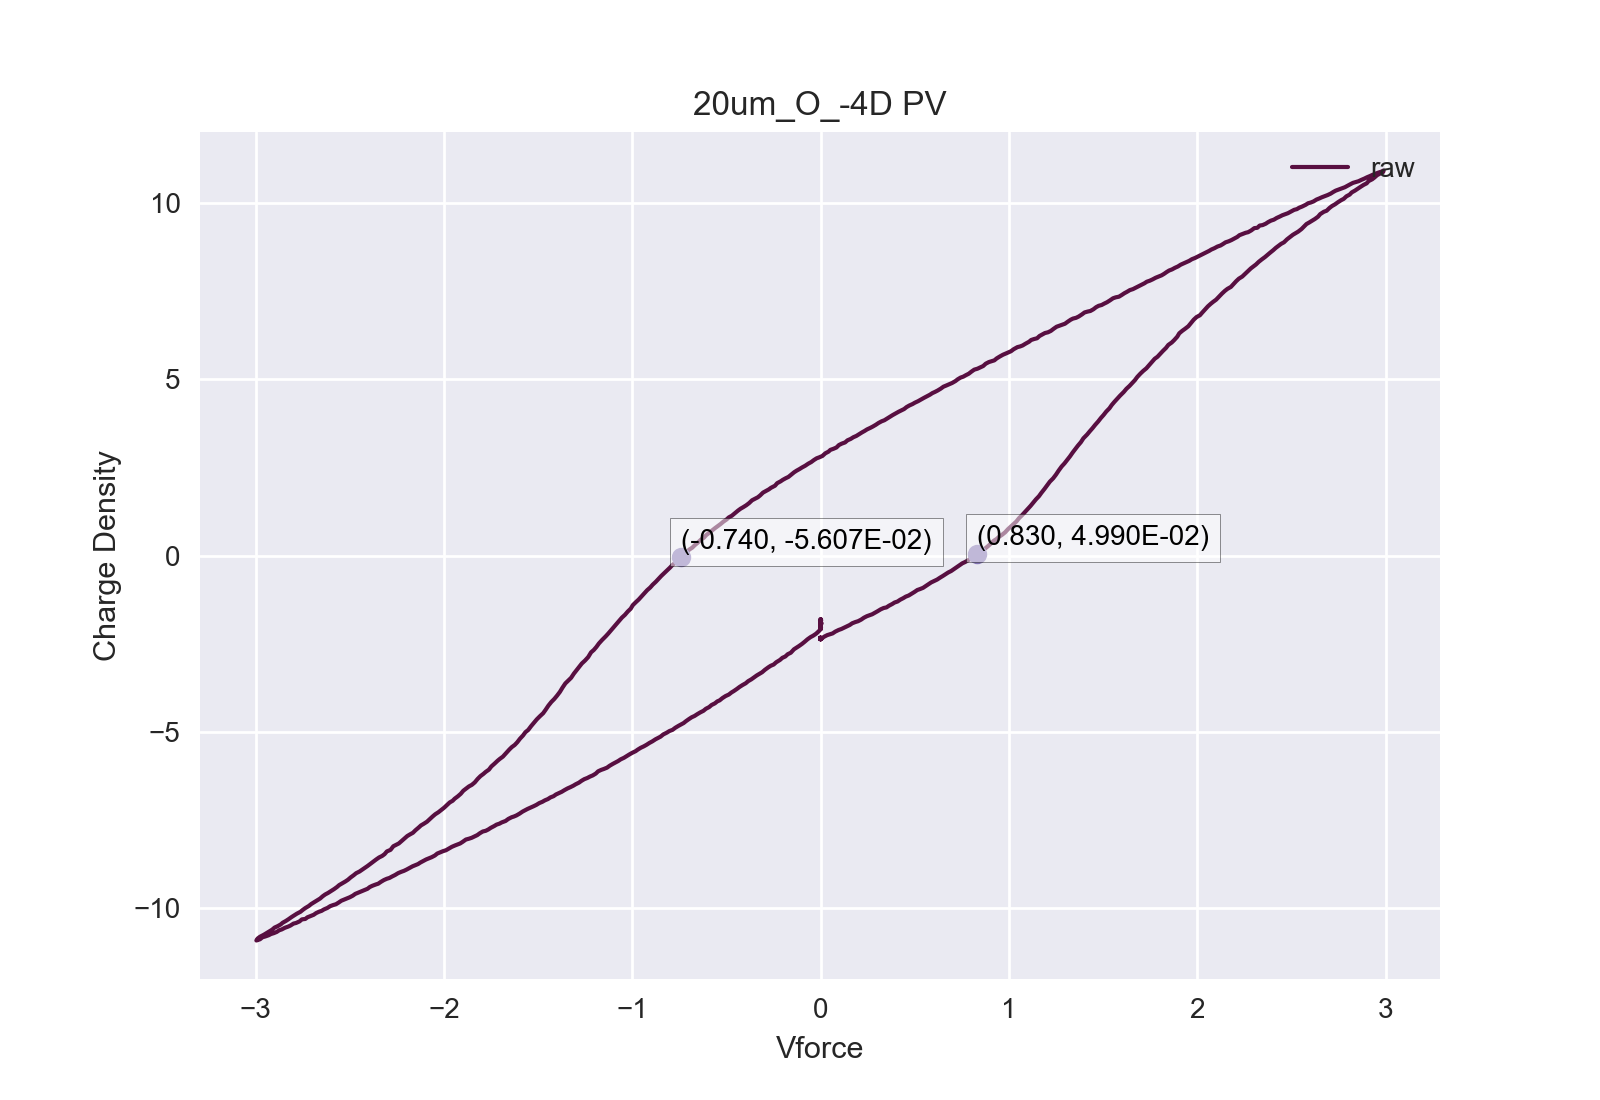 20um_O_-4D PV
raw
10
5
0
−5
−10
Charge Density
(-0.740, -5.607E-02)
(0.830, 4.990E-02)
−3 −2 −1 0 1 2 3
Vforce